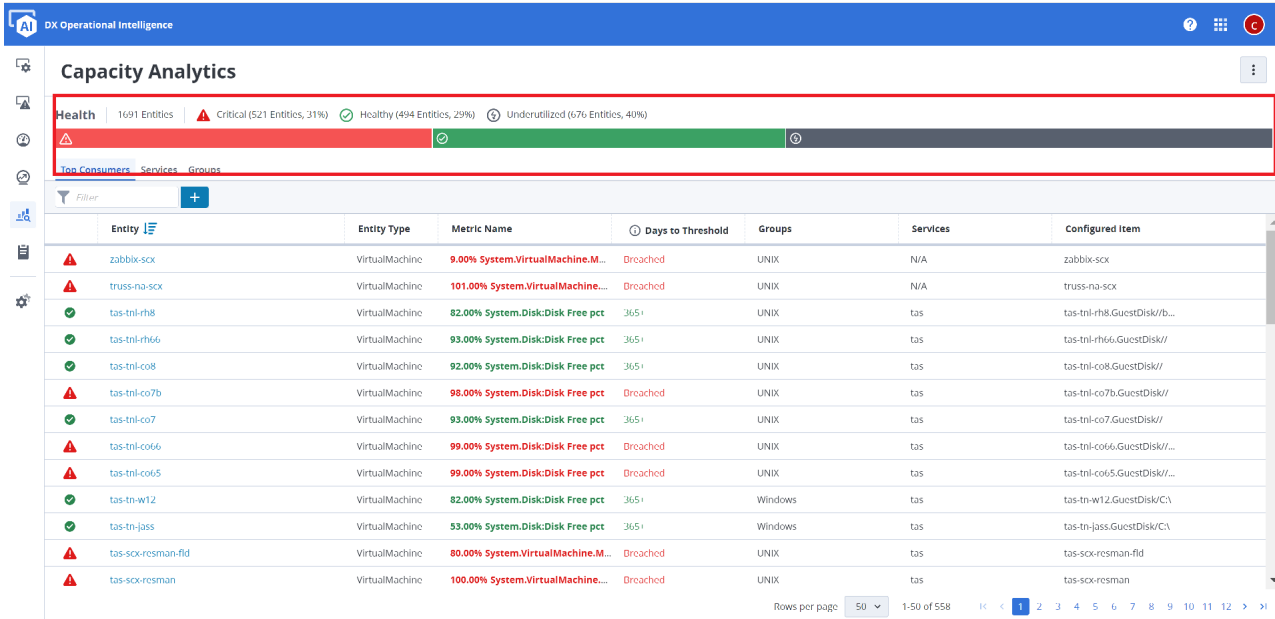 AI DX Operational Intelligence C
Capacity Analytics
Health 1691 Entities Critical (521 Entities, 31%) Healthy (494 Entities, 29%) Underutilized (676 Entities, 40%)
Top Consumers Services Groups
Filter +
Entity Entity Type Metric Name Days to Threshold Groups Services Configured Item
zabbix-scx VirtualMachine 9.00% System.VirtualMachine.M... Breached UNIX N/A zabbix-scx
truss-na-scx VirtualMachine 101.00% System.VirtualMachine.... Breached UNIX N/A truss-na-scx
tas-tnl-rh8 VirtualMachine 82.00% System.Disk:Disk Free pct 365+ UNIX tas tas-tnl-rh8.GuestDisk//b...
tas-tnl-rh66 VirtualMachine 93.00% System.Disk:Disk Free pct 365+ UNIX tas tas-tnl-rh66.GuestDisk//
tas-tnl-co8 VirtualMachine 92.00% System.Disk:Disk Free pct 365+ UNIX tas tas-tnl-co8.GuestDisk//
tas-tnl-co7b VirtualMachine 98.00% System.Disk:Disk Free pct Breached UNIX tas tas-tnl-co7b.GuestDisk//
tas-tnl-co7 VirtualMachine 93.00% System.Disk:Disk Free pct 365+ UNIX tas tas-tnl-co7.GuestDisk//
tas-tnl-co66 VirtualMachine 99.00% System.Disk:Disk Free pct Breached UNIX tas tas-tnl-co66.GuestDisk//...
tas-tnl-co65 VirtualMachine 99.00% System.Disk:Disk Free pct Breached UNIX tas tas-tnl-co65.GuestDisk//...
tas-tn-w12 VirtualMachine 82.00% System.Disk:Disk Free pct 365+ Windows tas tas-tn-w12.GuestDisk/C:\
tas-tn-jass VirtualMachine 53.00% System.Disk:Disk Free pct 365+ Windows tas tas-tn-jass.GuestDisk/C:\
tas-scx-resman-fld VirtualMachine 80.00% System.VirtualMachine.M... Breached UNIX tas tas-scx-resman-fld
tas-scx-resman VirtualMachine 100.00% System.VirtualMachine.... Breached UNIX tas tas-scx-resman
Rows per page 50 1-50 of 558 1 2 3 4 5 6 7 8 9 10 11 12